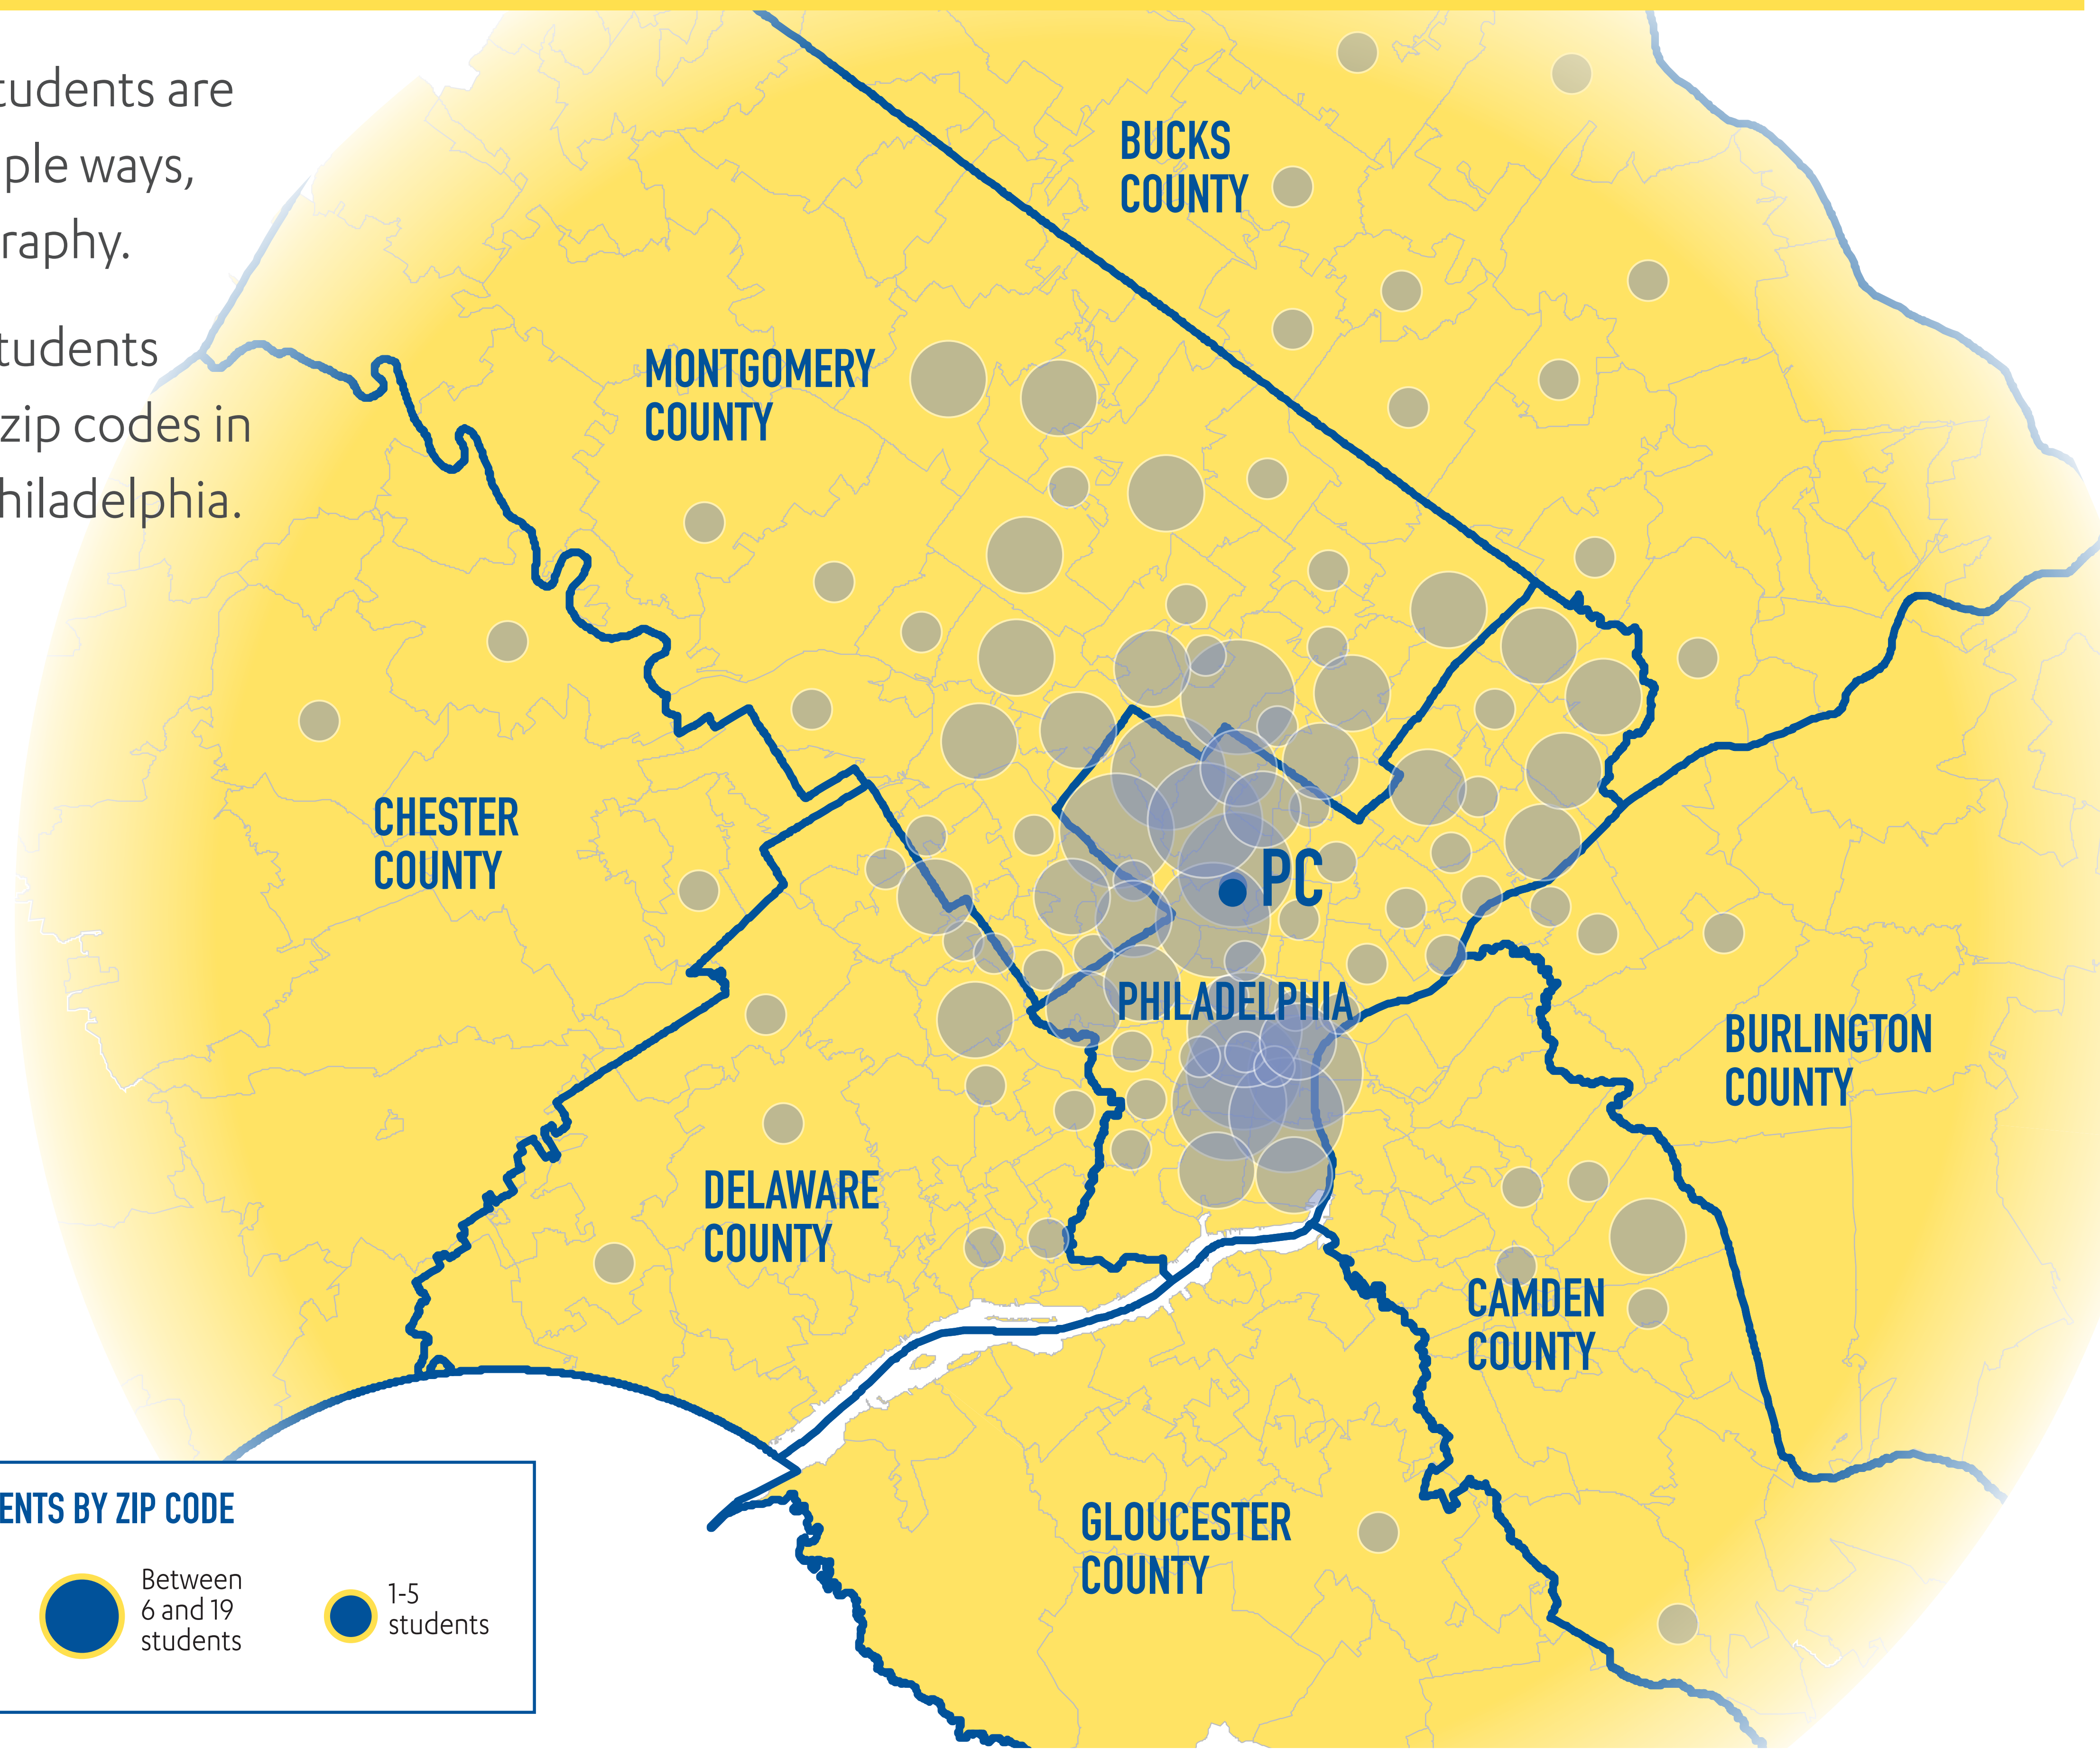 tudents are
ple ways,
raphy.
tudents
zip codes in
hiladelphia.
BUCKS
COUNTY
MONTGOMERY
COUNTY
CHESTER
COUNTY
PC
PHILADELPHIA
BURLINGTON
COUNTY
DELAWARE
COUNTY
CAMDEN
COUNTY
GLOUCESTER
COUNTY
ENTS BY ZIP CODE
Between
6 and 19
students
1-5
students